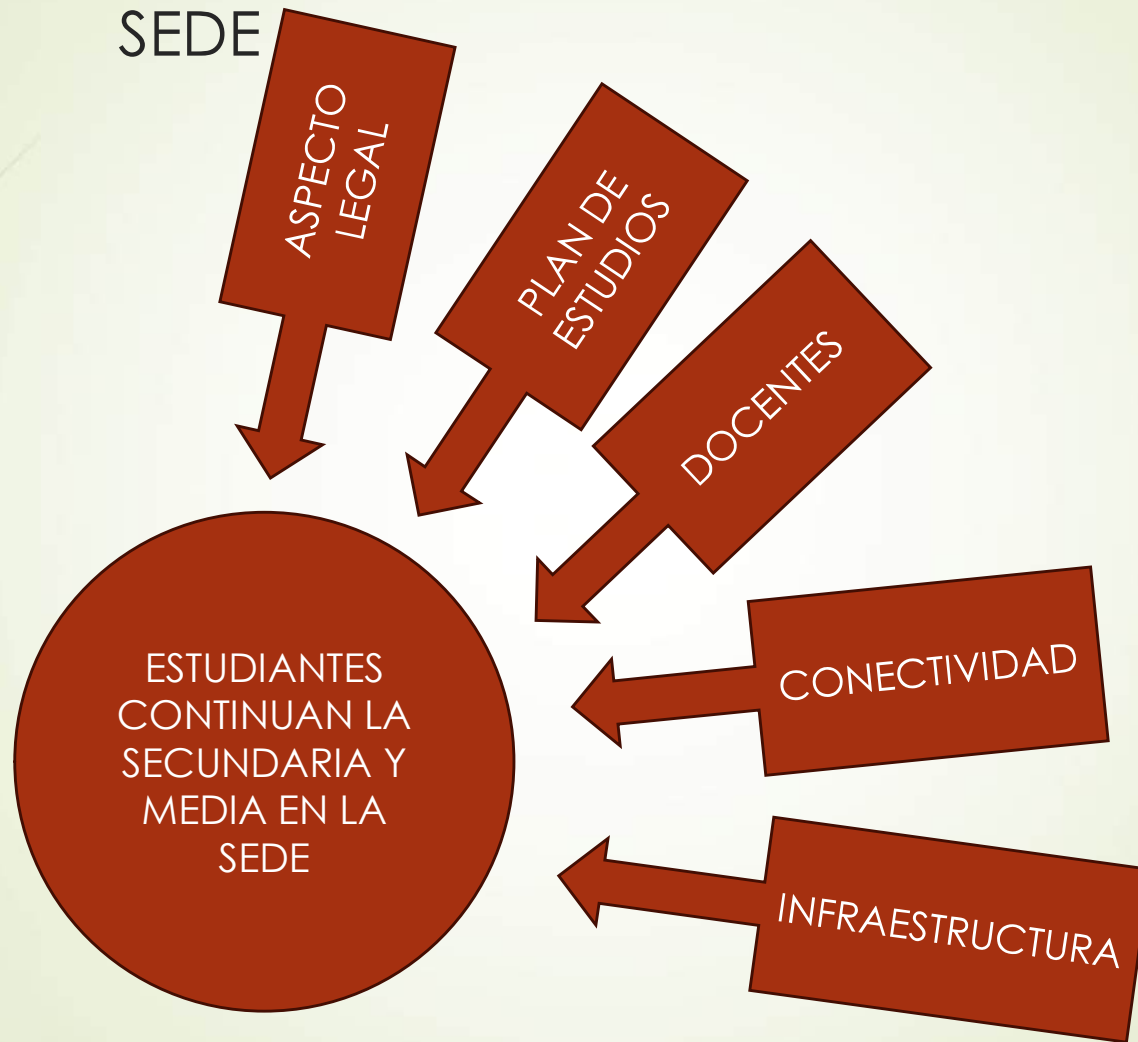 SEDE
ASPECTO
LEGAL
PLAN DE
ESTUDIOS
DOCENTES
CONECTIVIDAD
INFRAESTRUCTURA
ESTUDIANTES
CONTINUAN LA
SECUNDARIA Y
MEDIA EN LA
SEDE